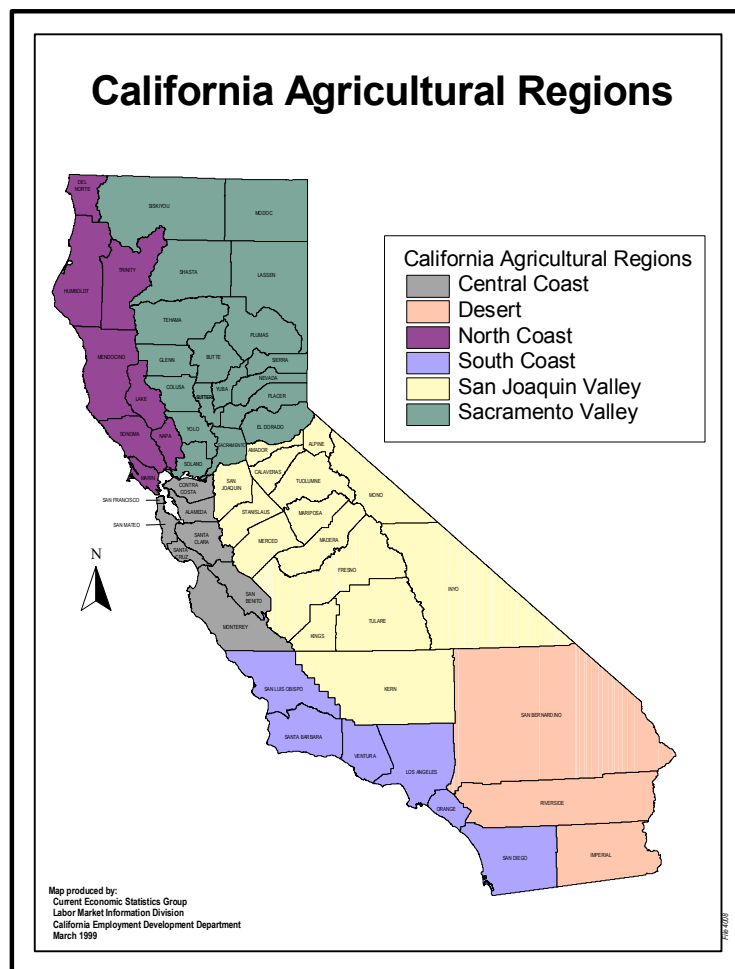 California Agricultural Regions
California Agricultural Regions
Central Coast
Desert
North Coast
South Coast
San Joaquin Valley
Sacramento Valley
DEL
NORTE
SISKIYOU
MODOC
HUMBOLDT
TRINITY
SHASTA
LASSEN
TEHAMA
PLUMAS
MENDOCINO
GLENN
BUTTE
SIERRA
LAKE
COLUSA
SUTTER
YUBA
NEVADA
PLACER
SONOMA
NAPA
YOLO
SACRAMENTO
EL DORADO
MARIN
SOLANO
AMADOR
ALPINE
SAN FRANCISCO
CONTRA
COSTA
SAN
JOAQUIN
CALAVERAS
TUOLUMNE
MONO
SAN MATEO
ALAMEDA
SANTA
CLARA
STANISLAUS
MARIPOSA
SANTA
CRUZ
MERCED
MADERA
FRESNO
INYO
SAN
BENITO
MONTEREY
KINGS
TULARE
SAN LUIS OBISPO
KERN
SAN BERNARDINO
SANTA BARBARA
VENTURA
LOS ANGELES
ORANGE
RIVERSIDE
SAN DIEGO
IMPERIAL
N
Map produced by:
Current Economic Statistics Group
Labor Market Information Division
California Employment Development Department
March 1999